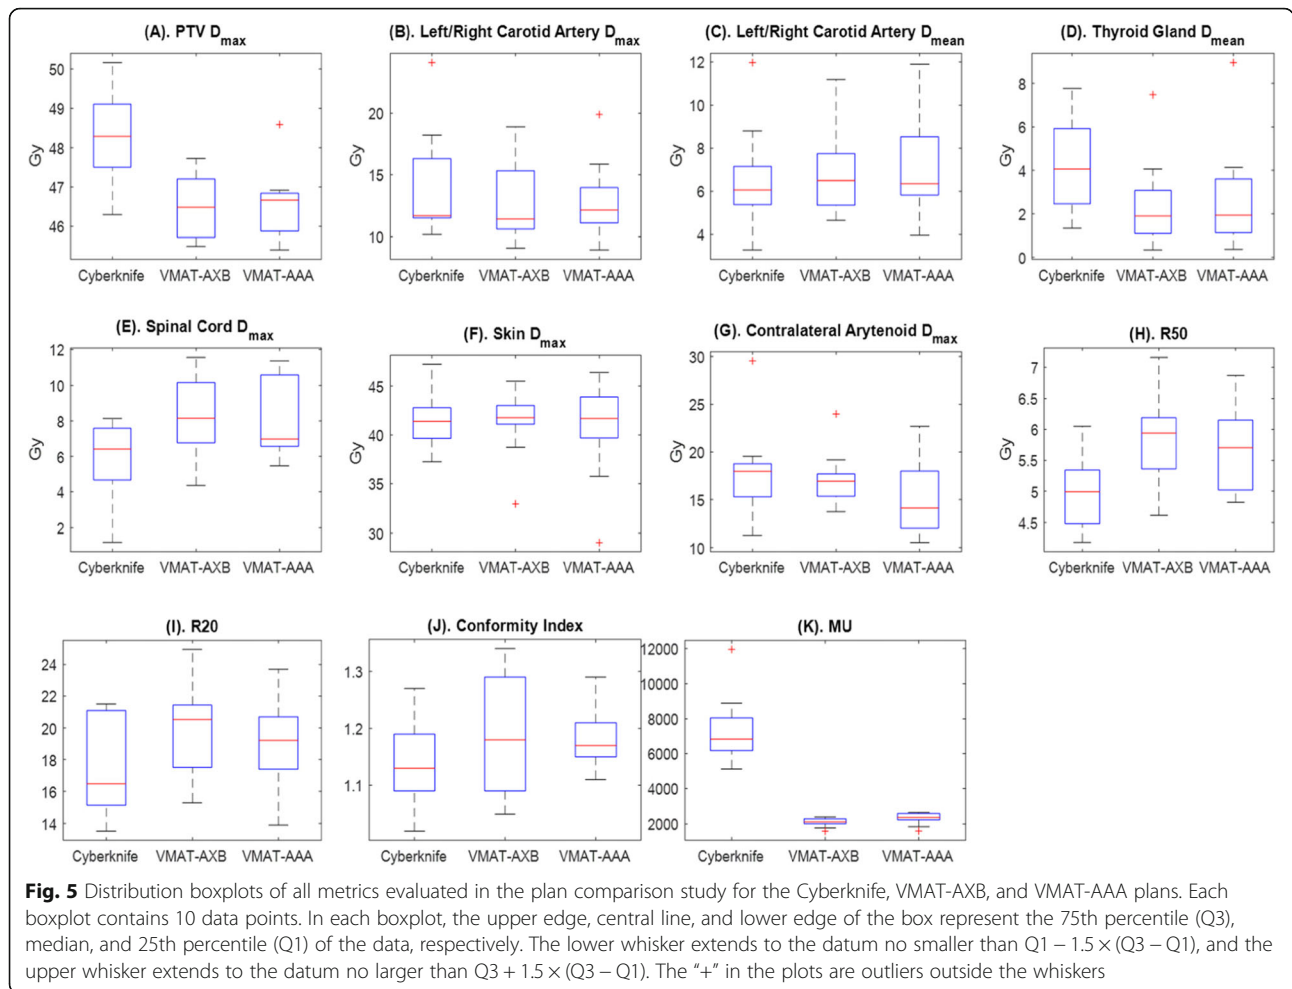 (A). PTV Dmax
(B). Left/Right Carotid Artery Dmax
(C). Left/Right Carotid Artery Dmean
(D). Thyroid Gland Dmean
50
49
48
47
46
Gy
Cyberknife VMAT-AXB VMAT-AAA
20
15
10
Gy
Cyberknife VMAT-AXB VMAT-AAA
12
10
8
6
4
Gy
Cyberknife VMAT-AXB VMAT-AAA
8
6
4
2
0
Gy
Cyberknife VMAT-AXB VMAT-AAA
(E). Spinal Cord Dmax
(F). Skin Dmax
(G). Contralateral Arytenoid Dmax
(H). R50
12
10
8
6
4
2
Gy
Cyberknife VMAT-AXB VMAT-AAA
45
40
35
30
Gy
Cyberknife VMAT-AXB VMAT-AAA
30
25
20
15
10
Gy
Cyberknife VMAT-AXB VMAT-AAA
7
6.5
6
5.5
5
4.5
Cyberknife VMAT-AXB VMAT-AAA
(I). R20
(J). Conformity Index
(K). MU
24
22
20
18
16
14
Cyberknife VMAT-AXB VMAT-AAA
1.3
1.2
1.1
Cyberknife VMAT-AXB VMAT-AAA
12000
10000
8000
6000
4000
2000
Cyberknife VMAT-AXB VMAT-AAA
Fig. 5 Distribution boxplots of all metrics evaluated in the plan comparison study for the Cyberknife, VMAT-AXB, and VMAT-AAA plans. Each
boxplot contains 10 data points. In each boxplot, the upper edge, central line, and lower edge of the box represent the 75th percentile (Q3),
median, and 25th percentile (Q1) of the data, respectively. The lower whisker extends to the datum no smaller than Q1 − 1.5 × (Q3 − Q1), and the
upper whisker extends to the datum no larger than Q3 + 1.5 × (Q3 − Q1). The “+” in the plots are outliers outside the whiskers